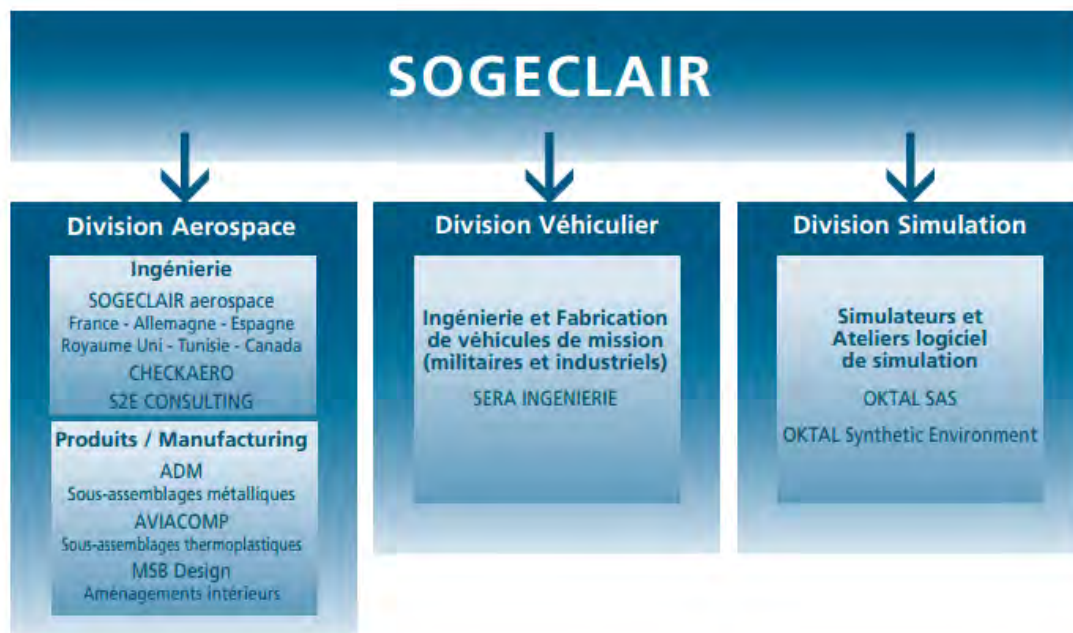 SOGECLAIR
Division Aerospace
Ingénierie
SOGECLAIR aerospace
France - Allemagne - Espagne
Royaume Uni - Tunisie - Canada
CHECKAERO
S2E CONSULTING
Produits / Manufacturing
ADM
Sous-assemblages métalliques
AVIACOMP
Sous-assemblages thermoplastiques
MSB Design
Aménagements intérieurs
Division Véhiculier
Ingénierie et Fabrication
de véhicules de mission
(militaires et industriels)
SERA INGENIERIE
Division Simulation
Simulateurs et
Ateliers logiciel
de simulation
OKTAL SAS
OKTAL Synthetic Environment